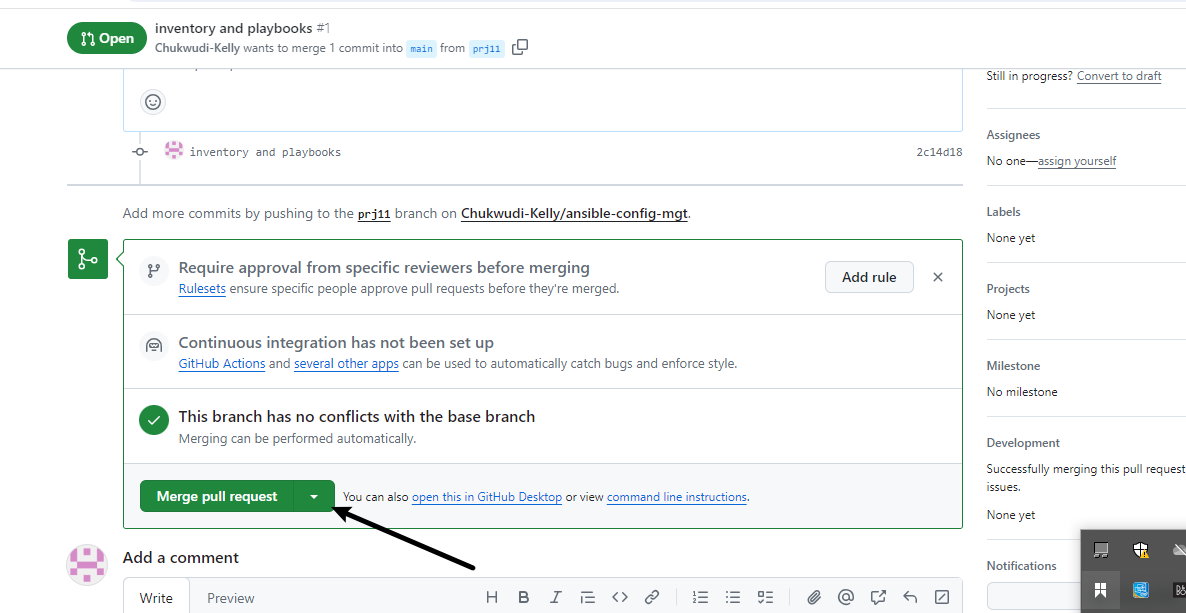 Open
inventory and playbooks #1
Chukwudi-Kelly wants to merge 1 commit into main from prj11
Still in progress? Convert to draft
inventory and playbooks 2c14d18
Assignees
No one—assign yourself
Add more commits by pushing to the prj11 branch on Chukwudi-Kelly/ansible-config-mgt.
Labels
None yet
Require approval from specific reviewers before merging
Rulesets ensure specific people approve pull requests before they're merged.
Add rule
Projects
None yet
Continuous integration has not been set up
GitHub Actions and several other apps can be used to automatically catch bugs and enforce style.
Milestone
No milestone
This branch has no conflicts with the base branch
Merging can be performed automatically.
Development
Successfully merging this pull request
issues.
None yet
Merge pull request
You can also open this in GitHub Desktop or view command line instructions.
Add a comment
Notifications
Write Preview